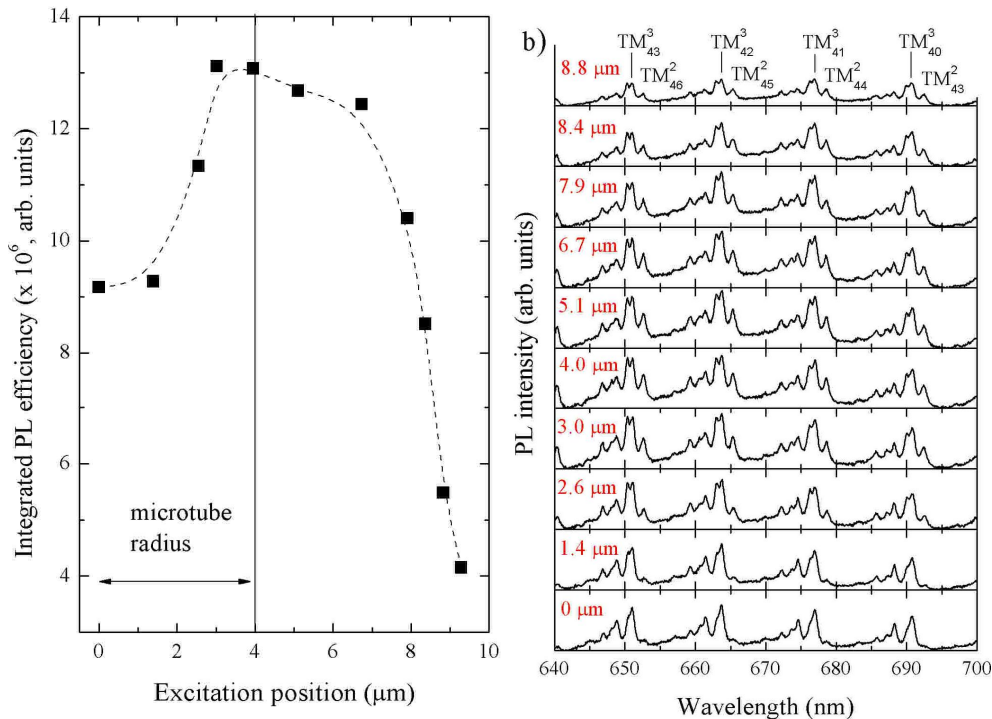 14
12
10
8
6
4
Integrated PL efficiency (x 10⁶, arb. units)
microtube
radius
0
2
4
6
8
10
Excitation position (μm)
b)
TM³₄₃
TM³₄₂
TM³₄₁
TM³₄₀
TM²₄₆
TM²₄₅
TM²₄₄
TM²₄₃
8.8 μm
8.4 μm
7.9 μm
6.7 μm
5.1 μm
4.0 μm
3.0 μm
2.6 μm
1.4 μm
0 μm
PL intensity (arb. units)
640
650
660
670
680
690
700
Wavelength (nm)